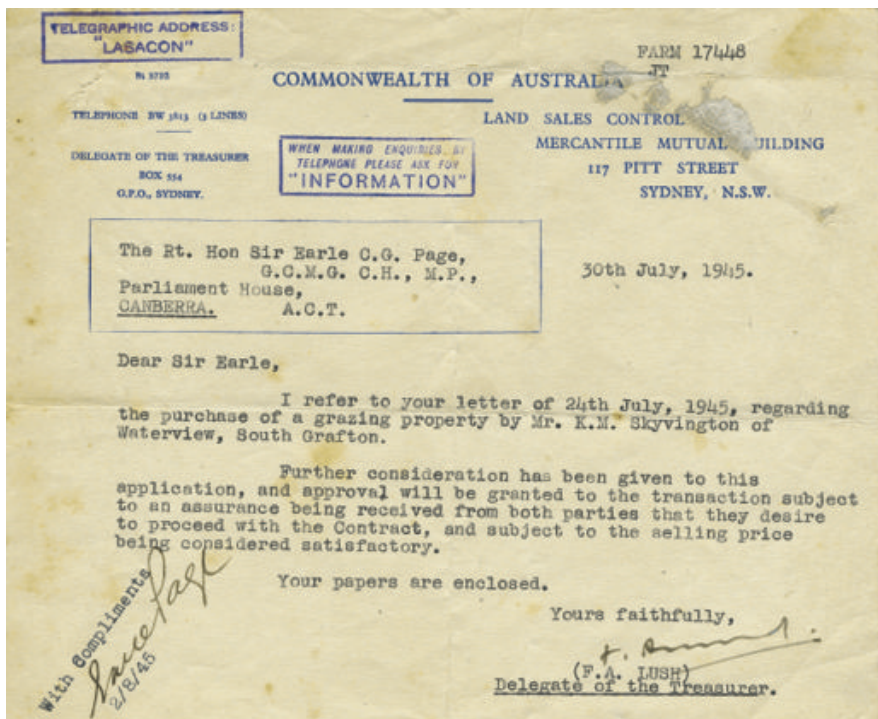 TELEGRAPHIC ADDRESS:
"LASACON"
FARM 17448
JT
COMMONWEALTH OF AUSTRALIA
TELEPHONE BW 3613 (3 LINES)
DELEGATE OF THE TREASURER
BOX 554
G.P.O., SYDNEY.
WHEN MAKING ENQUIRIES BY
TELEPHONE PLEASE ASK FOR
"INFORMATION"
LAND SALES CONTROL
MERCANTILE MUTUAL BUILDING
117 PITT STREET
SYDNEY, N.S.W.
The Rt. Hon Sir Earle C.G. Page,
G.C.M.G. C.H., M.P.,
Parliament House,
CANBERRA. A.C.T.
30th July, 1945.
Dear Sir Earle,
I refer to your letter of 24th July, 1945, regarding
the purchase of a grazing property by Mr. K.M. Skyvington of
Waterview, South Grafton.
Further consideration has been given to this
application, and approval will be granted to the transaction subject
to an assurance being received from both parties that they desire
to proceed with the Contract, and subject to the selling price
being considered satisfactory.
Your papers are enclosed.
Yours faithfully,
(F.A. LUSH)
Delegate of the Treasurer.
With Compliments
Earle Page
2/8/45